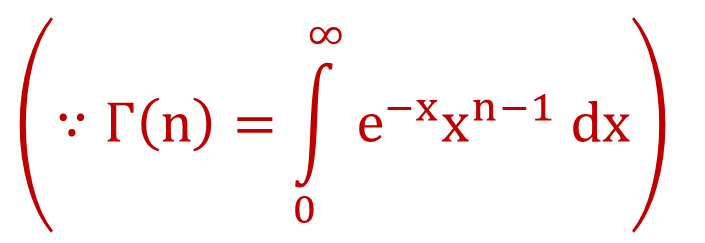 (∵ Γ(n) = ∫₀^∞ e^{−x}x^{n−1} dx)